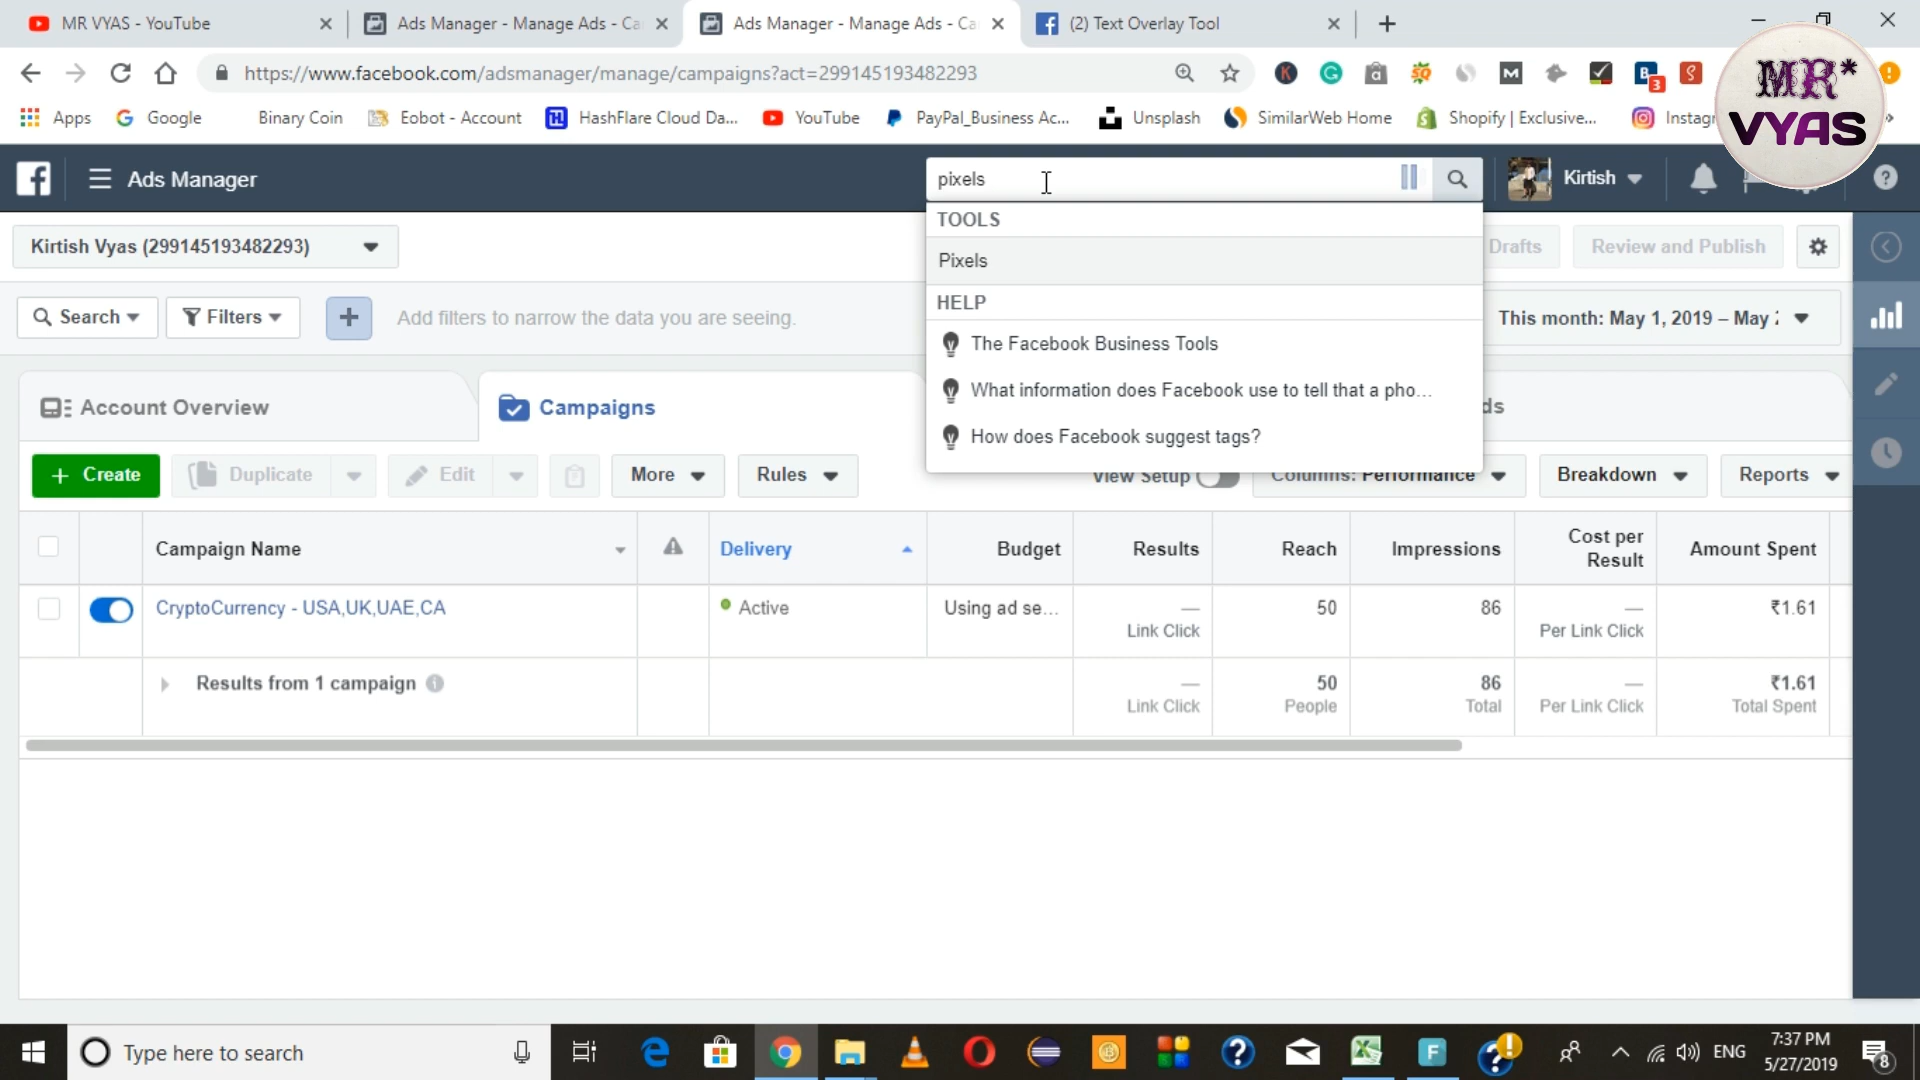 MR VYAS - YouTube
Ads Manager - Manage Ads - Ca
Ads Manager - Manage Ads - Ca
(2) Text Overlay Tool
https://www.facebook.com/adsmanager/manage/campaigns?act=299145193482293
MR*
VYAS
Apps
Google
Binary Coin
Eobot - Account
HashFlare Cloud Da...
YouTube
PayPal_Business Ac...
Unsplash
SimilarWeb Home
Shopify | Exclusive...
Instagr
Ads Manager
pixels
Kirtish
TOOLS
Pixels
HELP
The Facebook Business Tools
What information does Facebook use to tell that a pho...
How does Facebook suggest tags?
Kirtish Vyas (299145193482293)
Drafts
Review and Publish
Search
Filters
Add filters to narrow the data you are seeing.
This month: May 1, 2019 – May
Account Overview
Campaigns
ds
+ Create
Duplicate
Edit
More
Rules
View Setup
Columns: Performance
Breakdown
Reports
Campaign Name
Delivery
Budget
Results
Reach
Impressions
Cost per Result
Amount Spent
CryptoCurrency - USA,UK,UAE,CA
Active
Using ad se...
—
Link Click
50
86
—
Per Link Click
₹1.61
Results from 1 campaign
—
Link Click
50
People
86
Total
—
Per Link Click
₹1.61
Total Spent
Type here to search
ENG
7:37 PM
5/27/2019
8